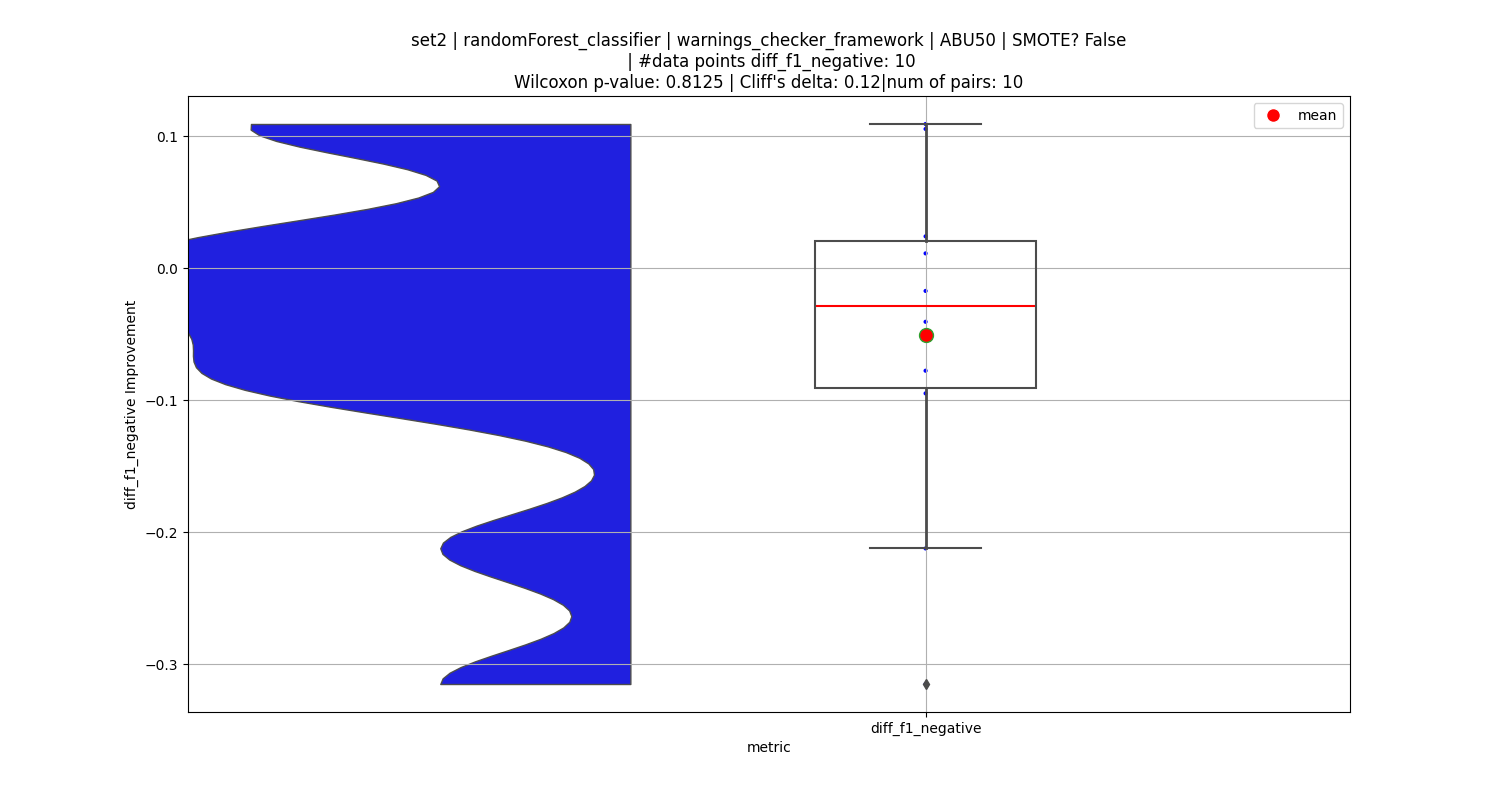 set2 | randomForest_classifier | warnings_checker_framework | ABU50 | SMOTE? False
| #data points diff_f1_negative: 10
Wilcoxon p-value: 0.8125 | Cliff's delta: 0.12|num of pairs: 10
mean
0.1
0.0
−0.1
−0.2
−0.3
diff_f1_negative Improvement
diff_f1_negative
metric